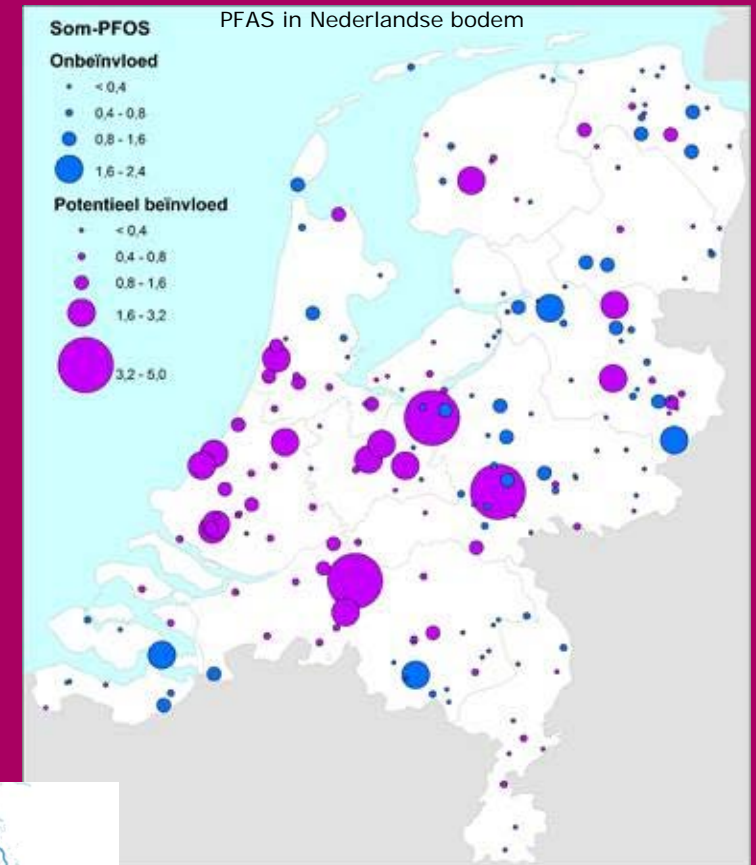 PFAS in Nederlandse bodem
Som-PFOS
Onbeïnvloed
< 0,4
0,4 - 0,8
0,8 - 1,6
1,6 - 2,4
Potentieel beïnvloed
< 0,4
0,4 - 0,8
0,8 - 1,6
1,6 - 3,2
3,2 - 5,0